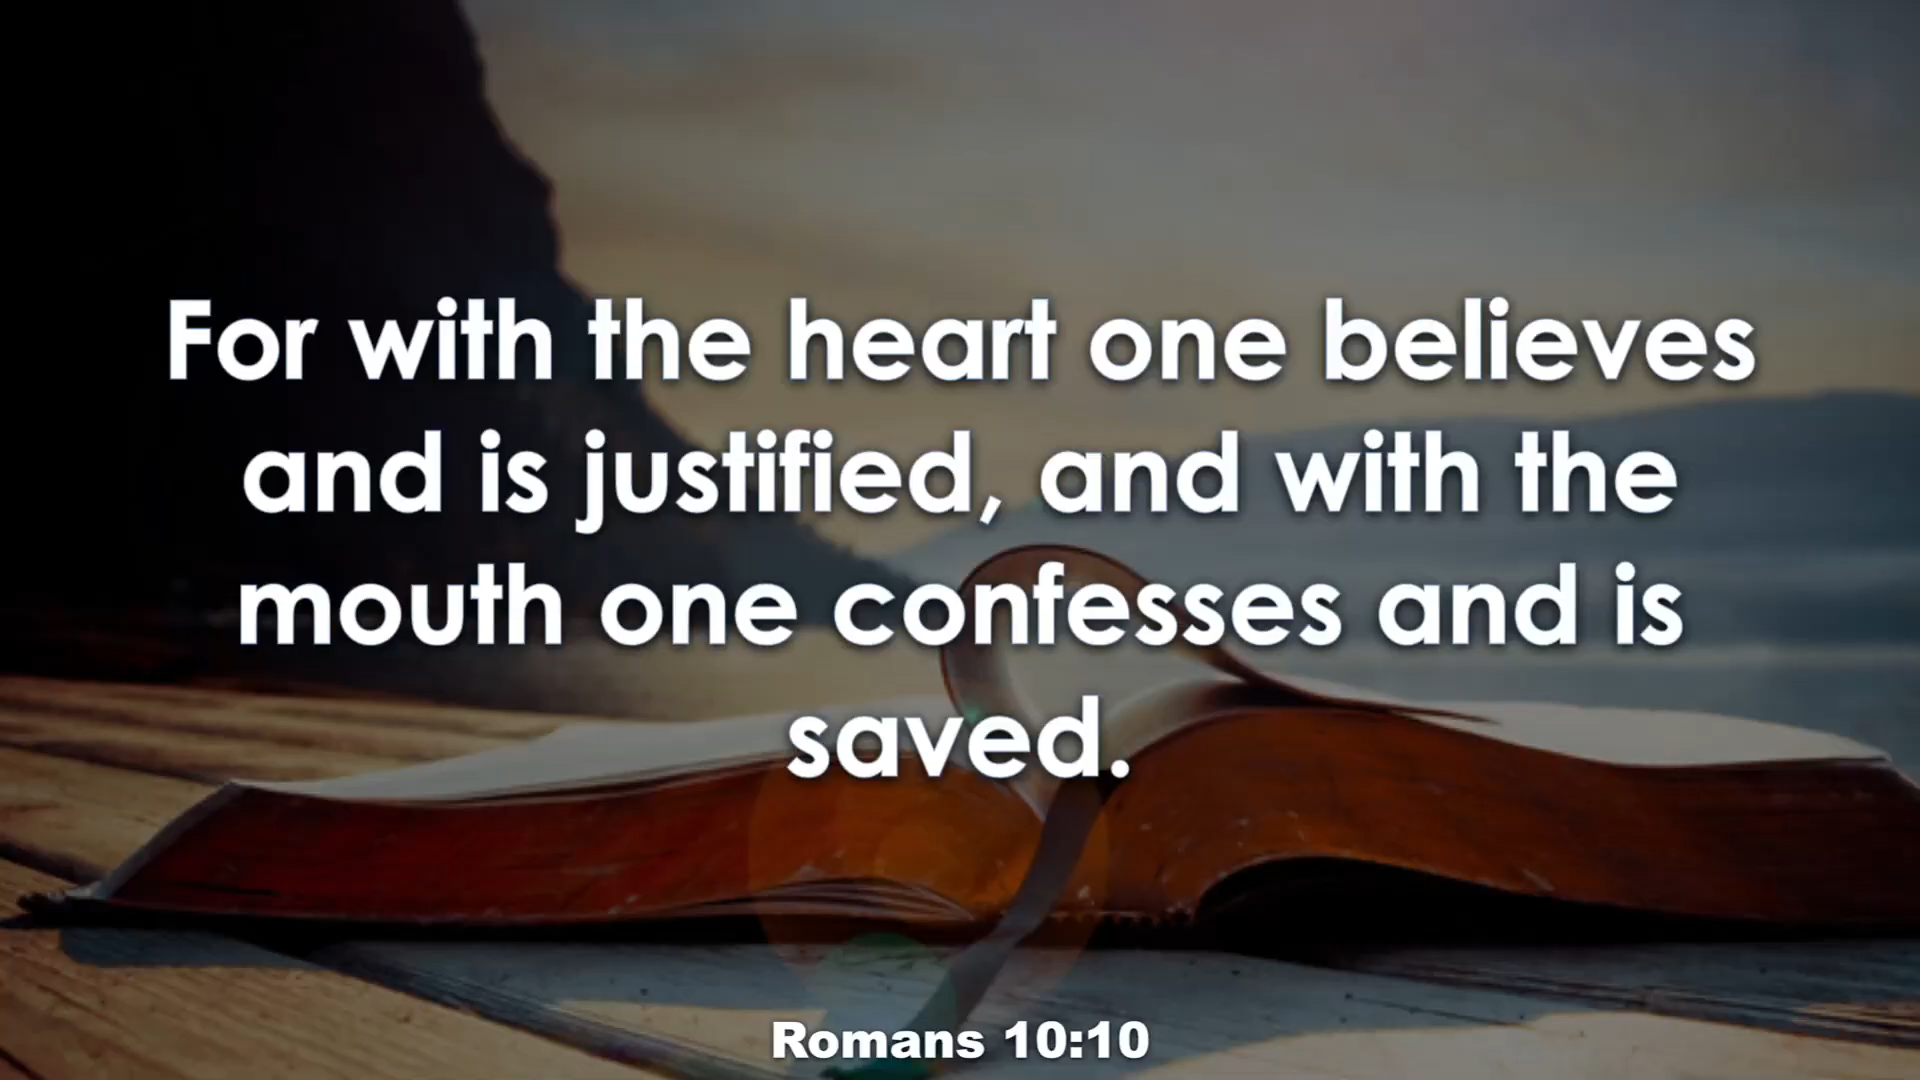 For with the heart one believes
and is justified, and with the
mouth one confesses and is
saved.
Romans 10:10